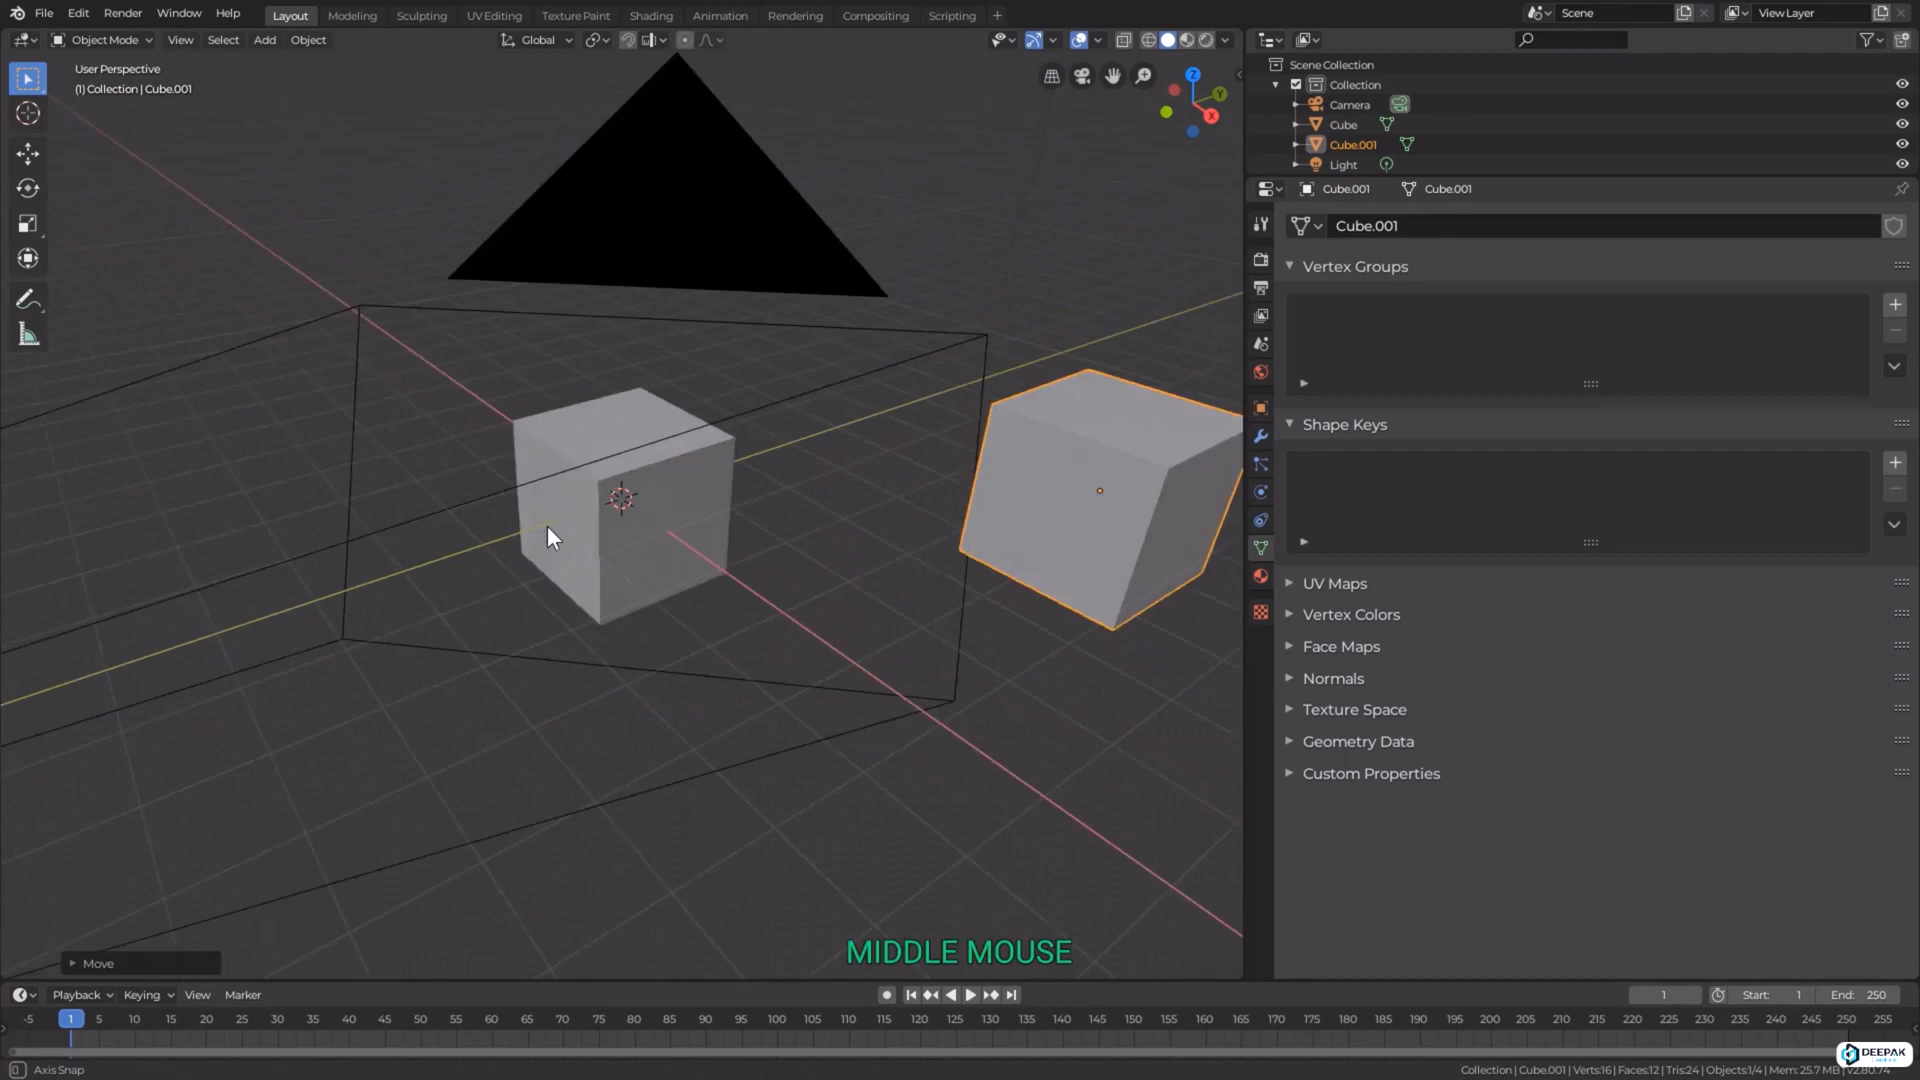 File Edit Render Window Help Layout Modeling Sculpting UV Editing Texture Paint Shading Animation Rendering Compositing Scripting + Scene View Layer
Object Mode View Select Add Object Global
User Perspective
(1) Collection | Cube.001
Z
Y
X
Scene Collection
Collection
Camera
Cube
Cube.001
Light
Cube.001 Cube.001
Cube.001
Vertex Groups
Shape Keys
UV Maps
Vertex Colors
Face Maps
Normals
Texture Space
Geometry Data
Custom Properties
MIDDLE MOUSE
Move
Playback Keying View Marker 1 Start: 1 End: 250
-5 1 5 10 15 20 25 30 35 40 45 50 55 60 65 70 75 80 85 90 95 100 105 110 115 120 125 130 135 140 145 150 155 160 165 170 175 180 185 190 195 200 205 210 215 220 225 230 235 240 245 250 255
DEEPAK
Axis Snap Collection | Cube.001 | Verts:16 | Faces:12 | Tris:24 | Objects:1/4 | Mem: 25.7 MB | v2.80.74